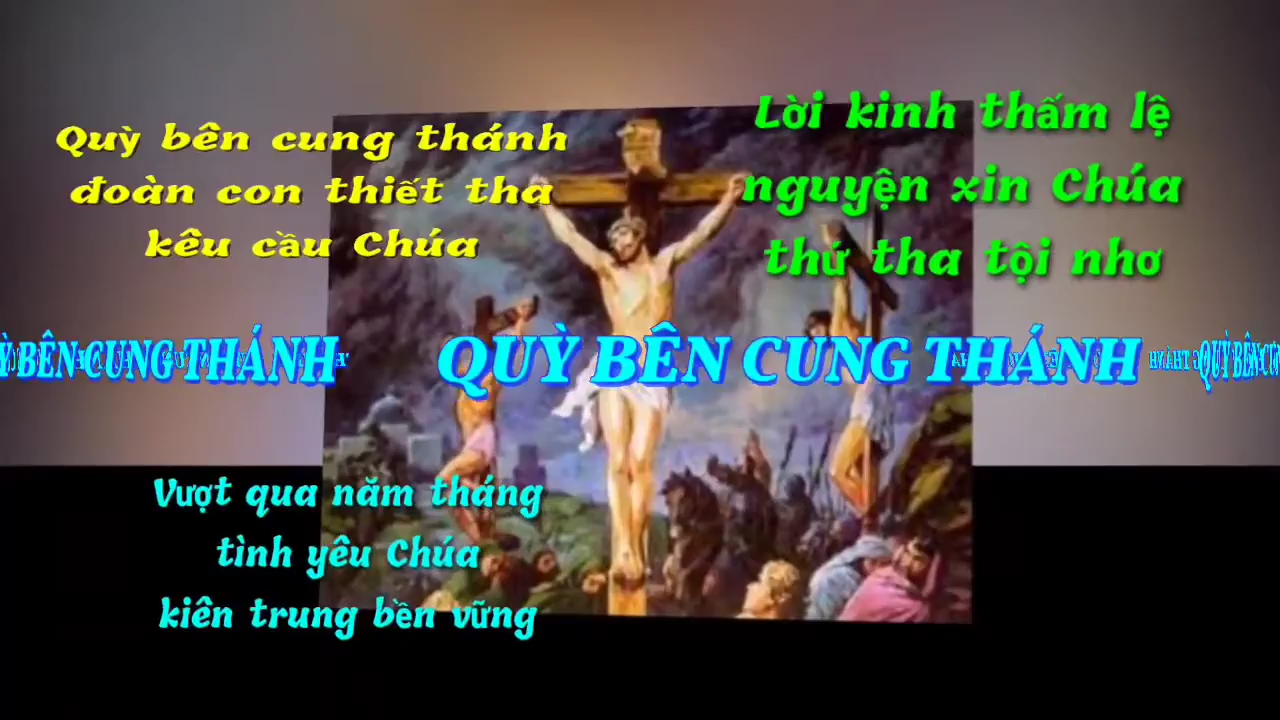 Quỳ bên cung thánh
đoàn con thiết tha
kêu cầu Chúa
Lời kinh thấm lệ
nguyện xin Chúa
thứ tha tội nhơ
QUỲ BÊN CUNG THÁNH
Vượt qua năm tháng
tình yêu Chúa
kiên trung bền vững